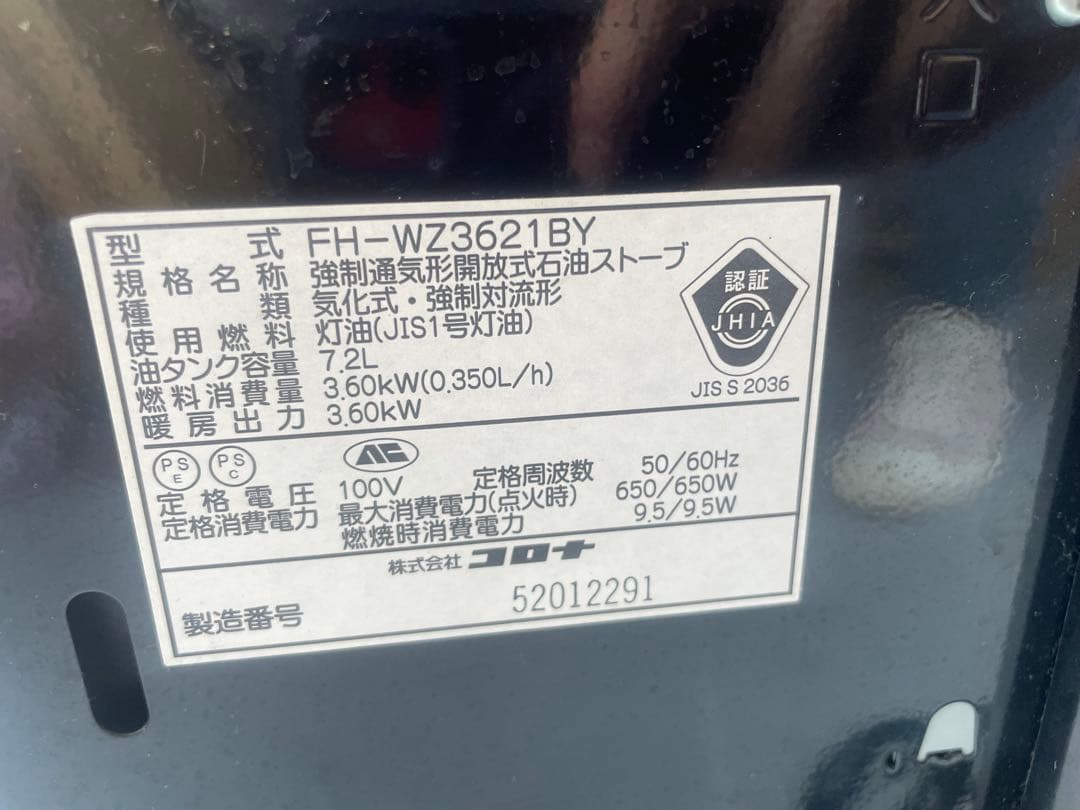 型式 FH-WZ3621BY
規格名称 強制通気形開放式石油ストーブ
種類 気化式・強制対流形
使用燃料 灯油(JIS1号灯油)
油タンク容量 7.2L
燃料消費量 3.60kW(0.350L/h)
暖房出力 3.60kW
認証
JHIA
JIS S 2036
PS E PS C
定格電圧 100V 定格周波数 50/60Hz
定格消費電力 最大消費電力(点火時) 650/650W
燃焼時消費電力 9.5/9.5W
株式会社 コロナ
製造番号 52012291